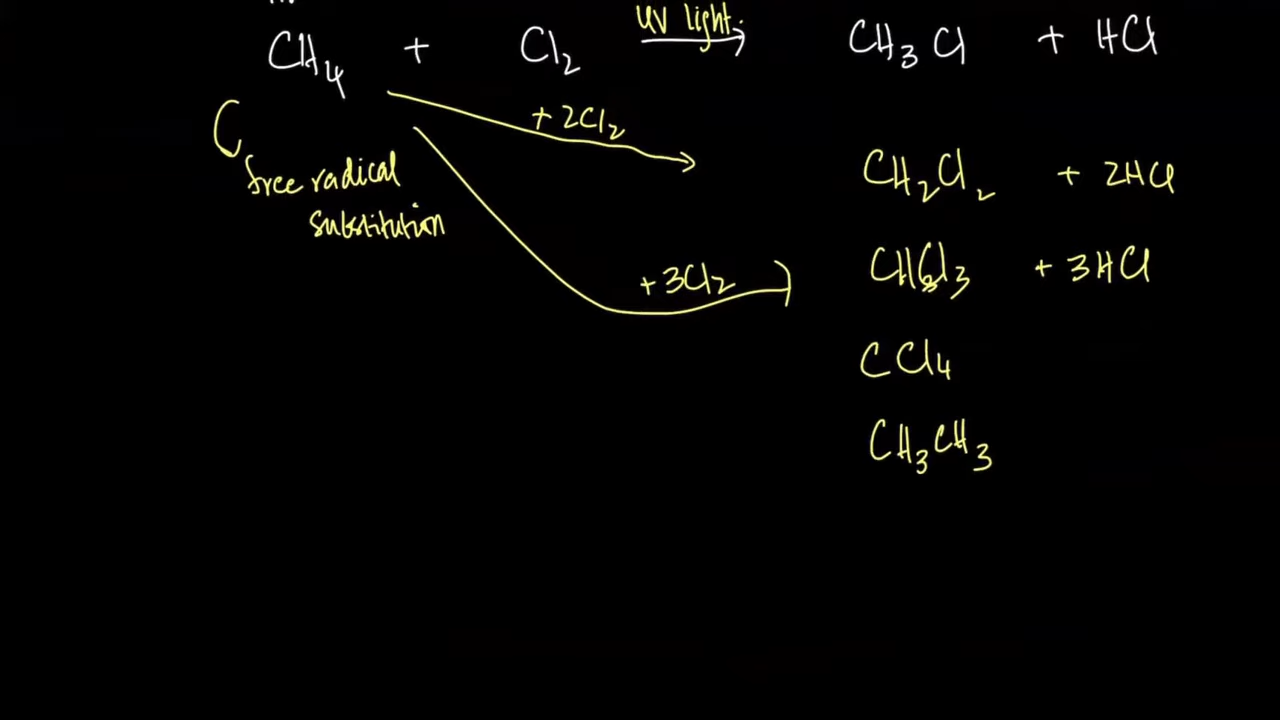 UV light
CH₄ + Cl₂ → CH₃Cl + HCl
+ 2Cl₂
CH₂Cl₂ + 2HCl
free radical
substitution
+ 3Cl₂
CHCl₃ + 3HCl
CCl₄
CH₃CH₃